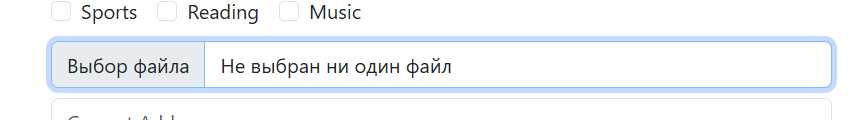 Sports Reading Music
Выбор файла Не выбран ни один файл